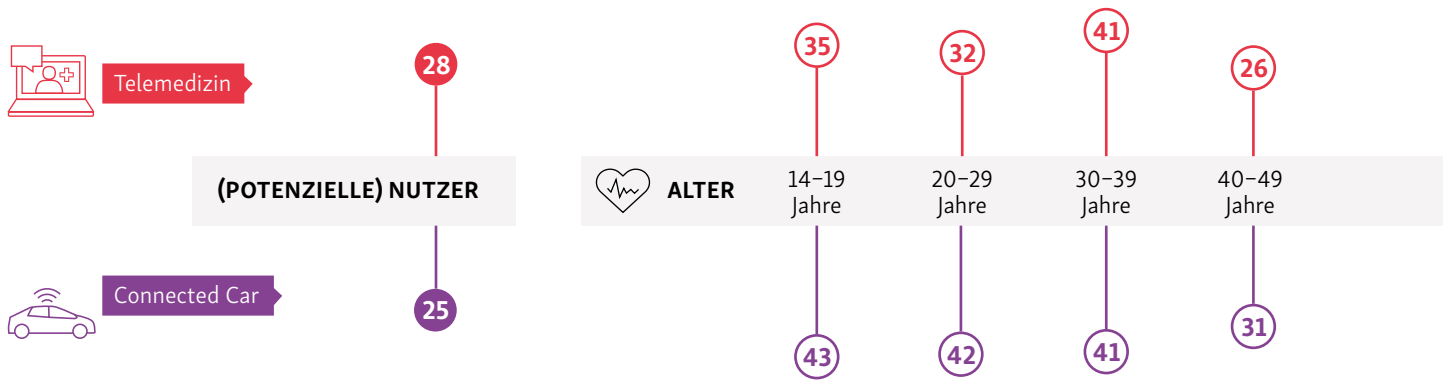 35 32 41 26
Telemedizin 28
(POTENZIELLE) NUTZER
ALTER
14–19
Jahre
20–29
Jahre
30–39
Jahre
40–49
Jahre
Connected Car 25
43 42 41 31